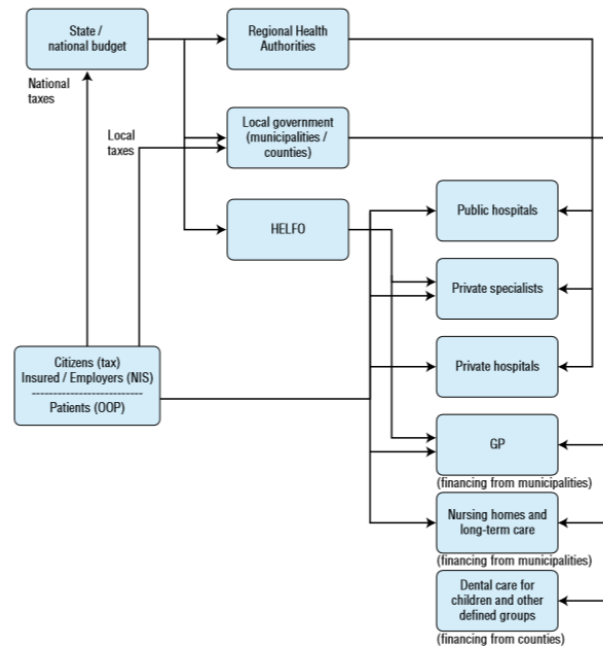 State /
national budget
Regional Health
Authorities
National
taxes
Local
taxes
Local government
(municipalities /
counties)
HELFO
Public hospitals
Private specialists
Private hospitals
Citizens (tax)
Insured / Employers (NIS)
Patients (OOP)
GP
(financing from municipalities)
Nursing homes and
long-term care
(financing from municipalities)
Dental care for
children and other
defined groups
(financing from counties)